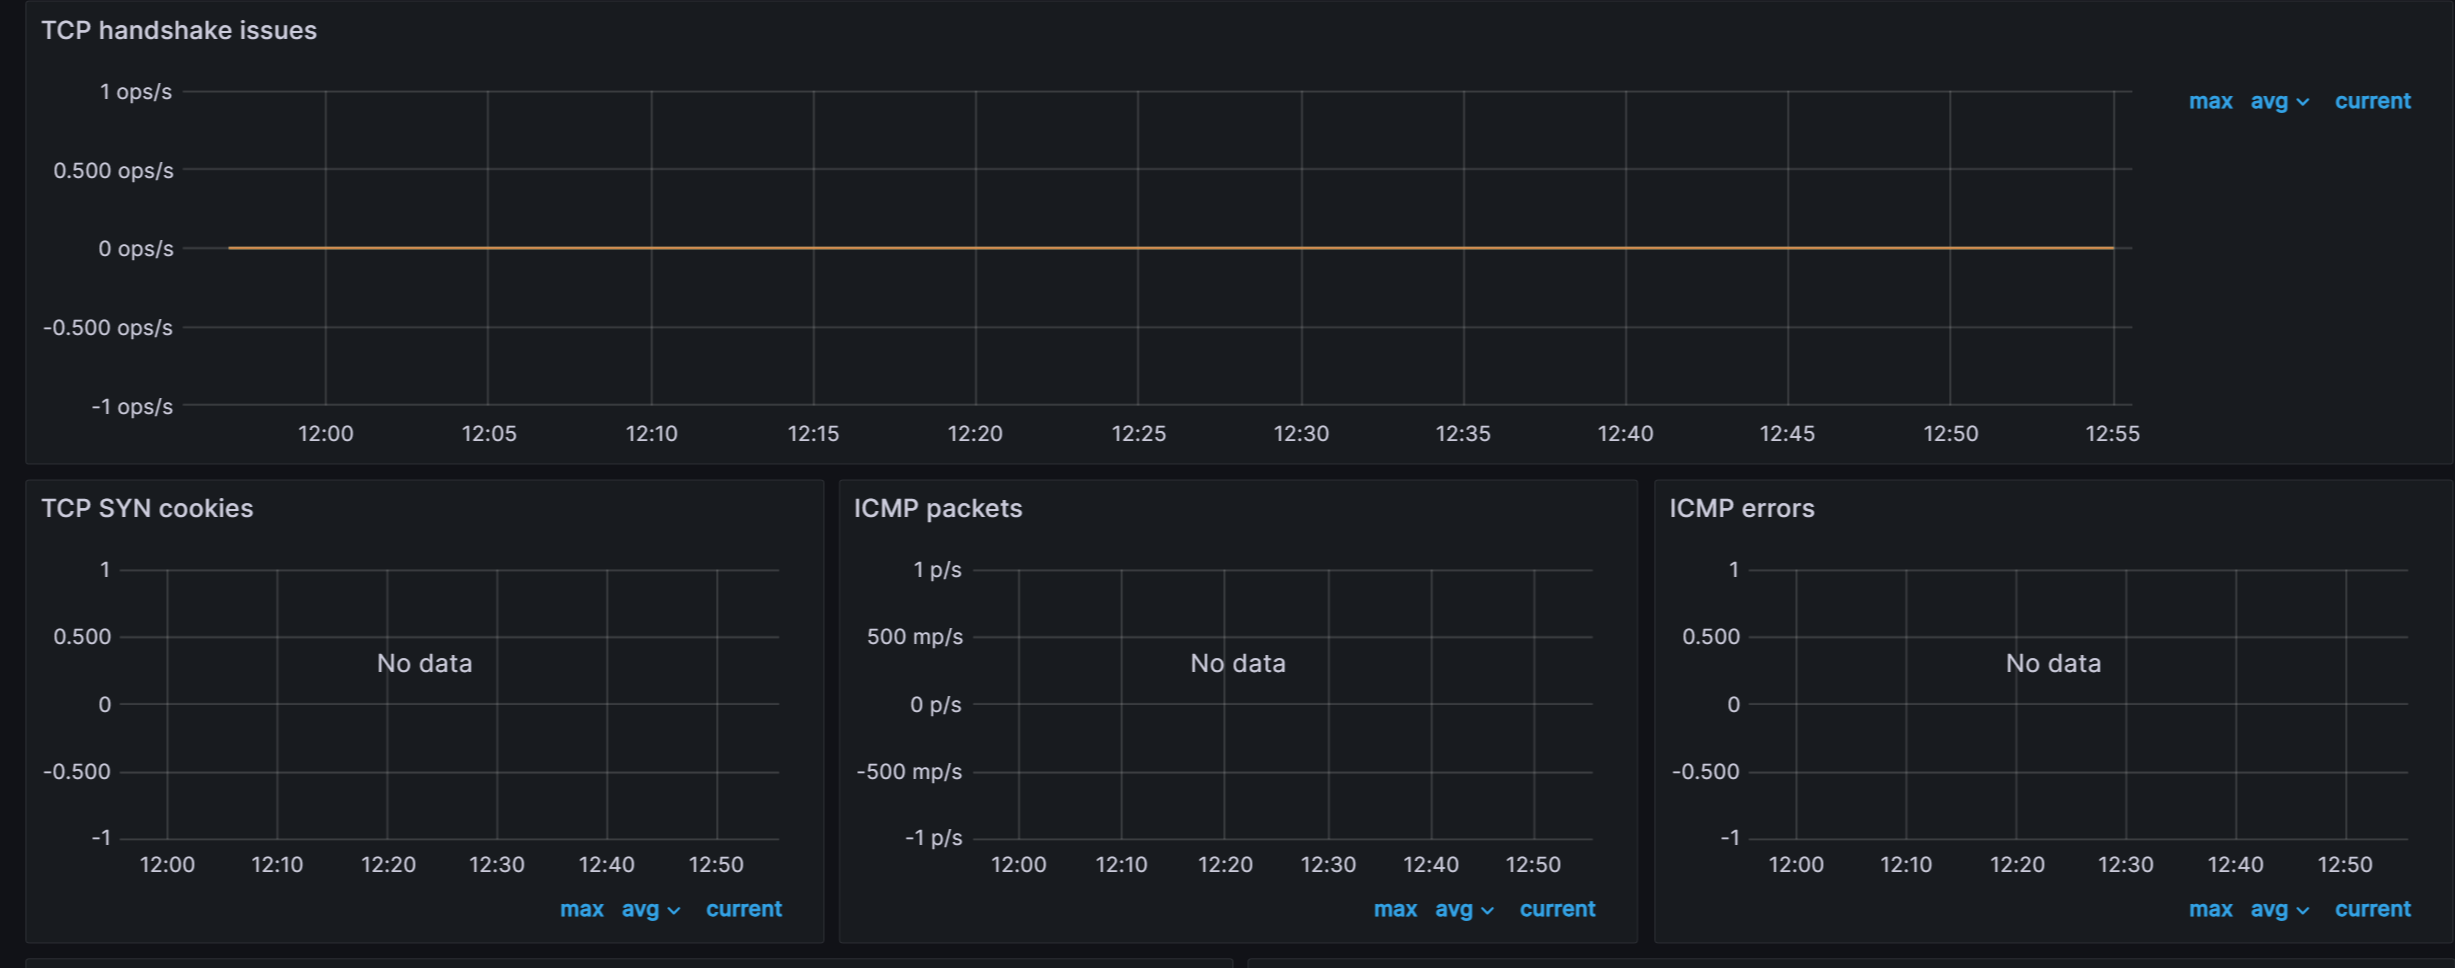 TCP handshake issues
1 ops/s
max avg current
0.500 ops/s
0 ops/s
-0.500 ops/s
-1 ops/s
12:00 12:05 12:10 12:15 12:20 12:25 12:30 12:35 12:40 12:45 12:50 12:55
TCP SYN cookies
1
0.500
No data
0
-0.500
-1
12:00 12:10 12:20 12:30 12:40 12:50
max avg current
ICMP packets
1 p/s
500 mp/s
No data
0 p/s
-500 mp/s
-1 p/s
12:00 12:10 12:20 12:30 12:40 12:50
max avg current
ICMP errors
1
0.500
No data
0
-0.500
-1
12:00 12:10 12:20 12:30 12:40 12:50
max avg current